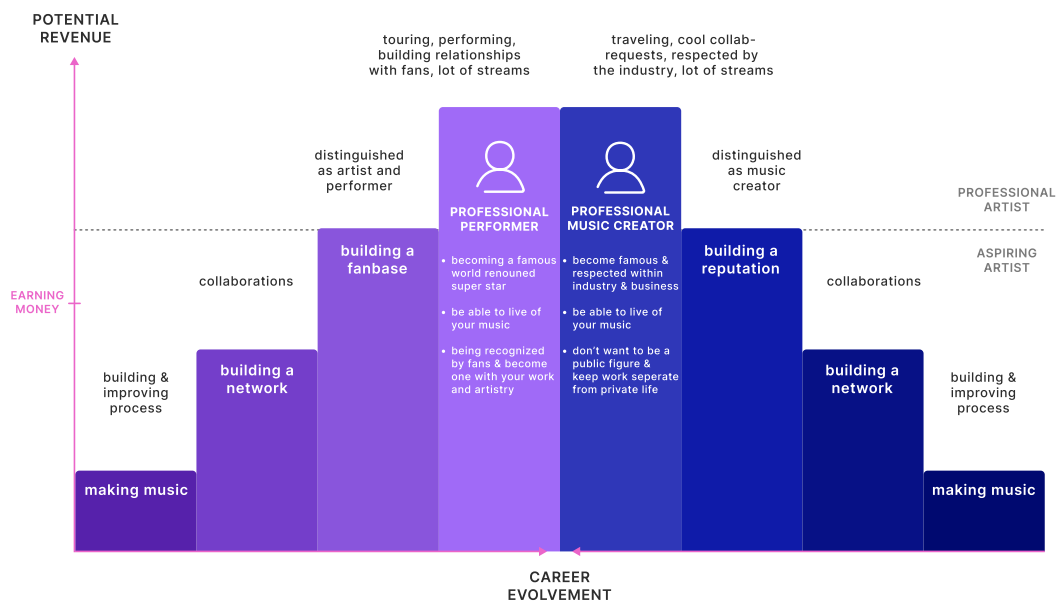 POTENTIAL
REVENUE
touring, performing,
building relationships
with fans, lot of streams
traveling, cool collab-
requests, respected by
the industry, lot of streams
distinguished
as artist and
performer
distinguished
as music
creator
PROFESSIONAL
ARTIST
PROFESSIONAL
PERFORMER
PROFESSIONAL
MUSIC CREATOR
ASPIRING
ARTIST
building a
fanbase
• becoming a famous
world renouned
super star
• be able to live of
your music
• being recognized
by fans & become
one with your work
and artistry
• become famous &
respected within
industry & business
• be able to live of
your music
• don't want to be a
public figure &
keep work seperate
from private life
building a
reputation
collaborations
collaborations
EARNING
MONEY
building &
improving
process
building a
network
building a
network
building &
improving
process
making music
making music
CAREER
EVOLVEMENT